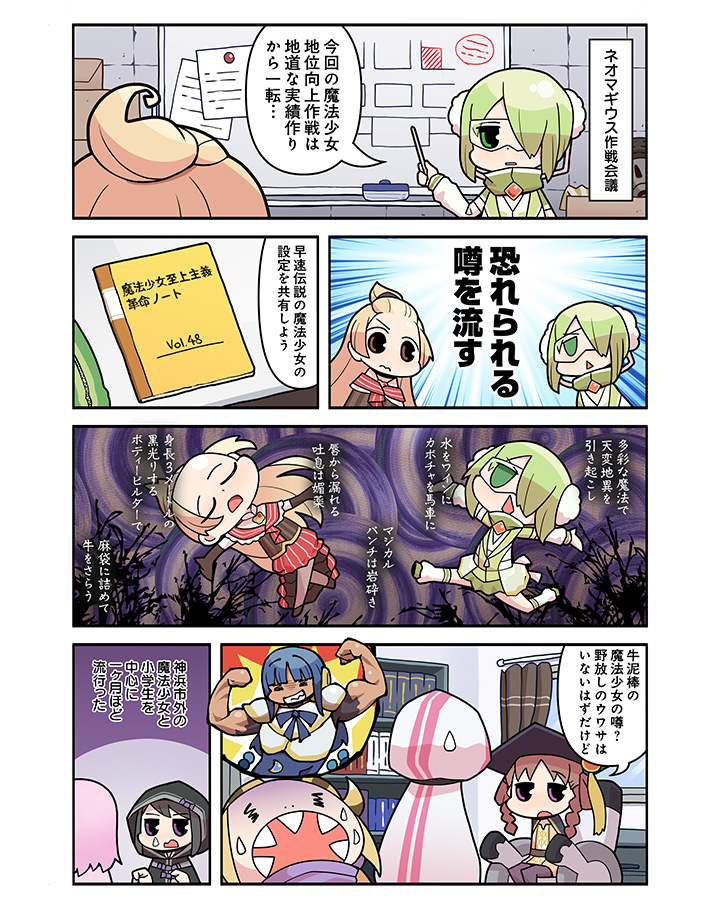 ネオマギウス作戦会議
今回の魔法少女
地位向上作戦は
地道な実績作り
から一転…
恐れられる
噂を流す
早速伝説の魔法少女の
設定を共有しよう
魔法少女至上主義
革命ノート
Vol.48
多彩な魔法で
天変地異を
引き起こし
水をワインに
カボチャを馬車に
マジカル
パンチは岩砕き
唇から漏れる
吐息は媚薬
身長3メートルの
黒光りする
ボディービルダーで
麻袋に詰めて
牛をさらう
牛泥棒の
魔法少女の噂?
野放しのウワサは
いないはずだけど
神浜市外の
魔法少女と
小学生を
中心に
一ヶ月ほど
流行った